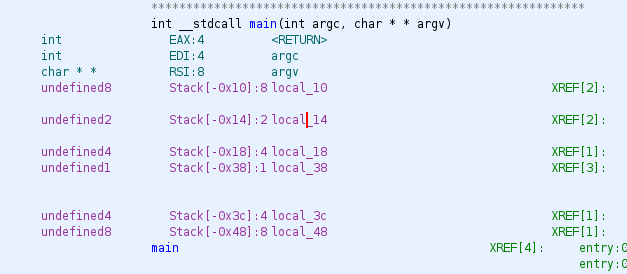 **************************************************************
int __stdcall main(int argc, char * * argv)
int EAX:4 <RETURN>
int EDI:4 argc
char * * RSI:8 argv
undefined8 Stack[-0x10]:8 local_10 XREF[2]:
undefined2 Stack[-0x14]:2 local_14 XREF[2]:
undefined4 Stack[-0x18]:4 local_18 XREF[1]:
undefined1 Stack[-0x38]:1 local_38 XREF[3]:
undefined4 Stack[-0x3c]:4 local_3c XREF[1]:
undefined8 Stack[-0x48]:8 local_48 XREF[1]:
main XREF[4]: entry:0
entry:0